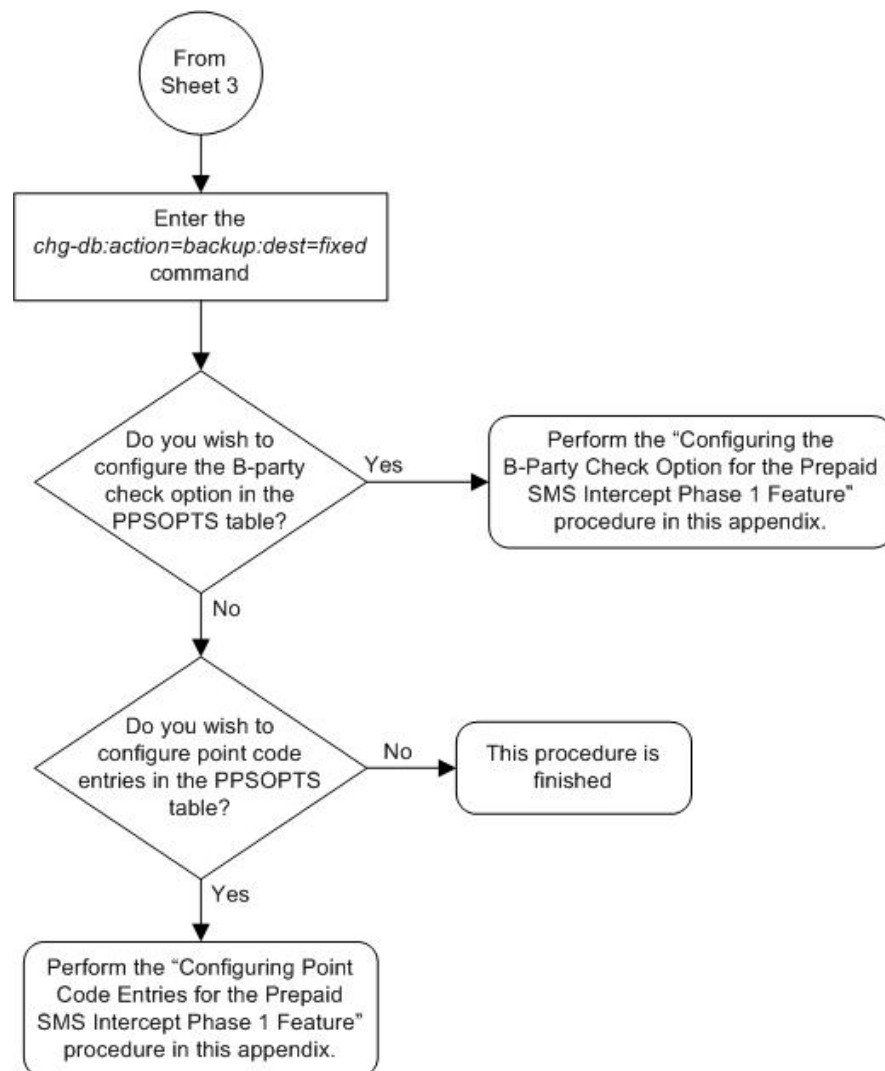 From
Sheet 3
Enter the
chg-db:action=backup:dest=fixed
command
Do you wish to
configure the B-party
check option in the
PPSOPTS table?
Yes
Perform the “Configuring the
B-Party Check Option for the Prepaid
SMS Intercept Phase 1 Feature”
procedure in this appendix.
No
Do you wish to
configure point code
entries in the PPSOPTS
table?
No
This procedure is
finished
Yes
Perform the “Configuring Point
Code Entries for the Prepaid
SMS Intercept Phase 1 Feature”
procedure in this appendix.